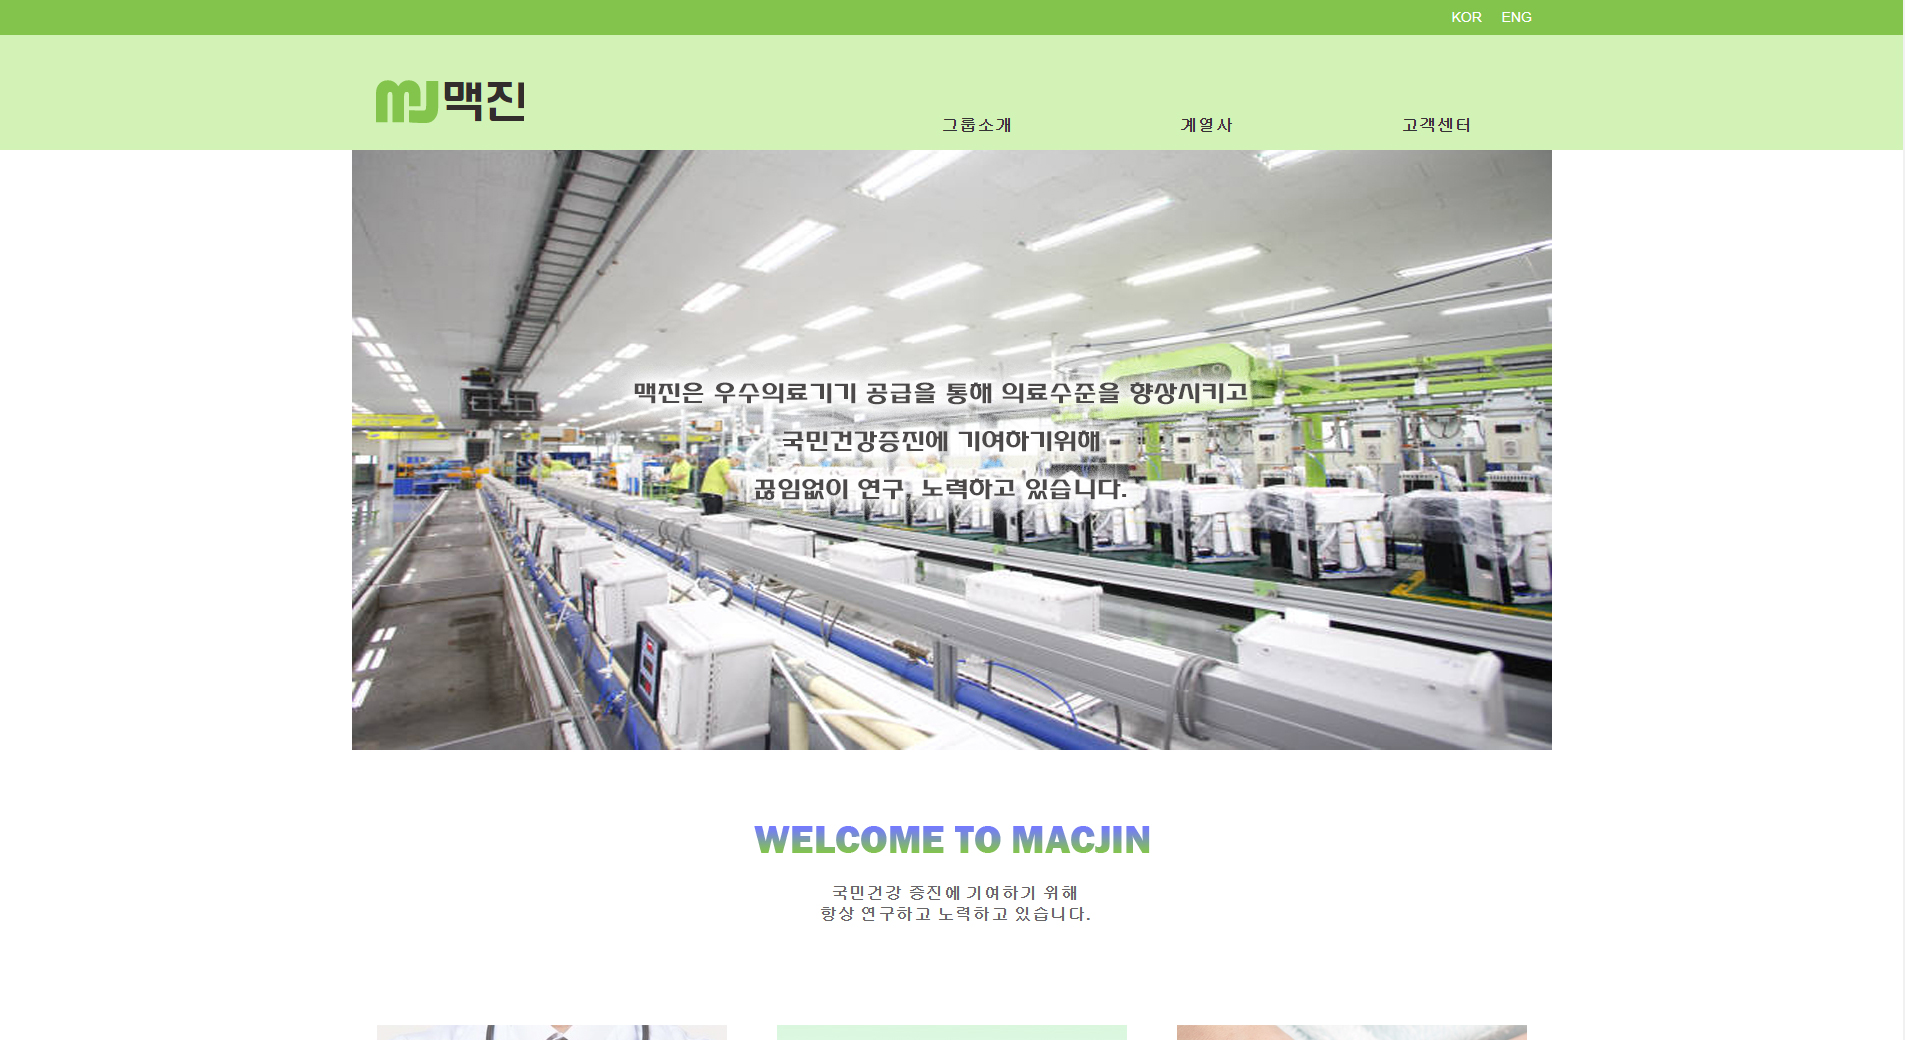 KOR ENG
mJ맥진
그룹소개 계열사 고객센터
맥진은 우수의료기기 공급을 통해 의료수준을 향상시키고
국민건강증진에 기여하기위해
끊임없이 연구, 노력하고 있습니다.
WELCOME TO MACJIN
국민건강 증진에 기여하기 위해
항상 연구하고 노력하고 있습니다.